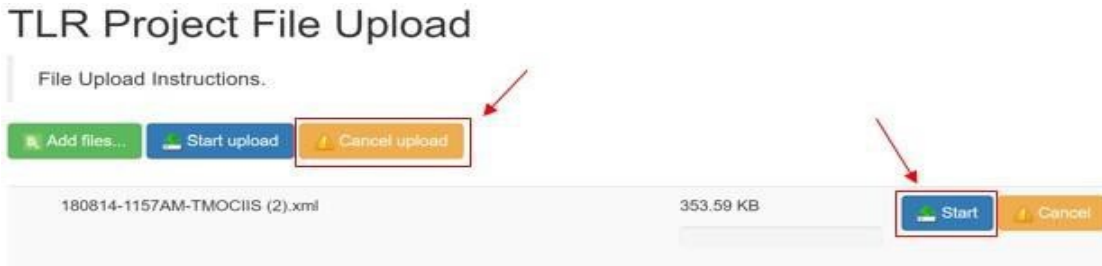 TLR Project File Upload
File Upload Instructions.
Add files... Start upload Cancel upload
180814-1157AM-TMOCIIS (2).xml 353.59 KB Start Cancel